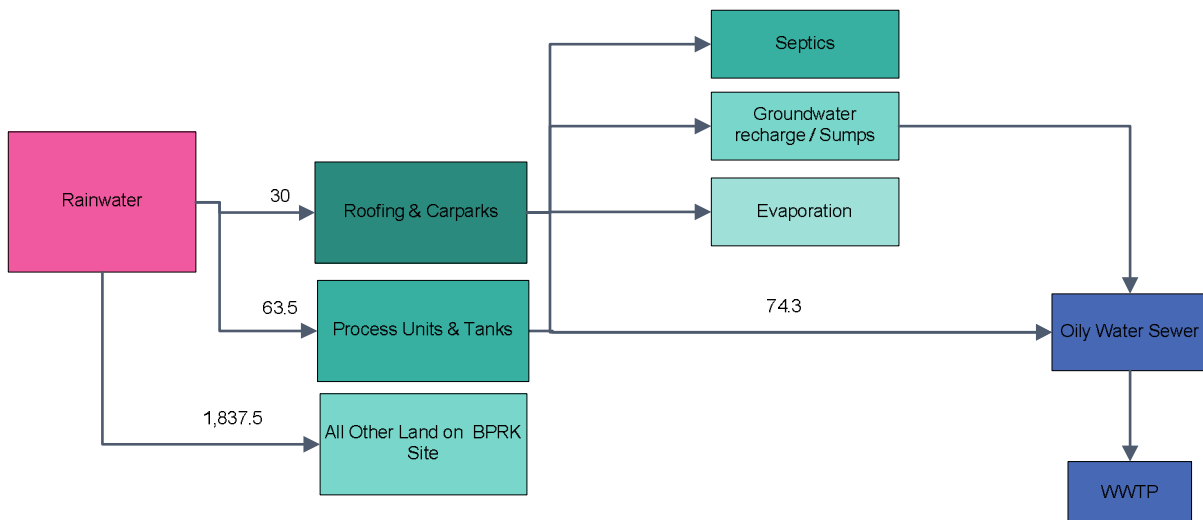 Septics
Groundwater
recharge / Sumps
Rainwater
30
Roofing & Carparks
Evaporation
63.5
Process Units & Tanks
74.3
Oily Water Sewer
1,837.5
All Other Land on BPRK
Site
WWTP